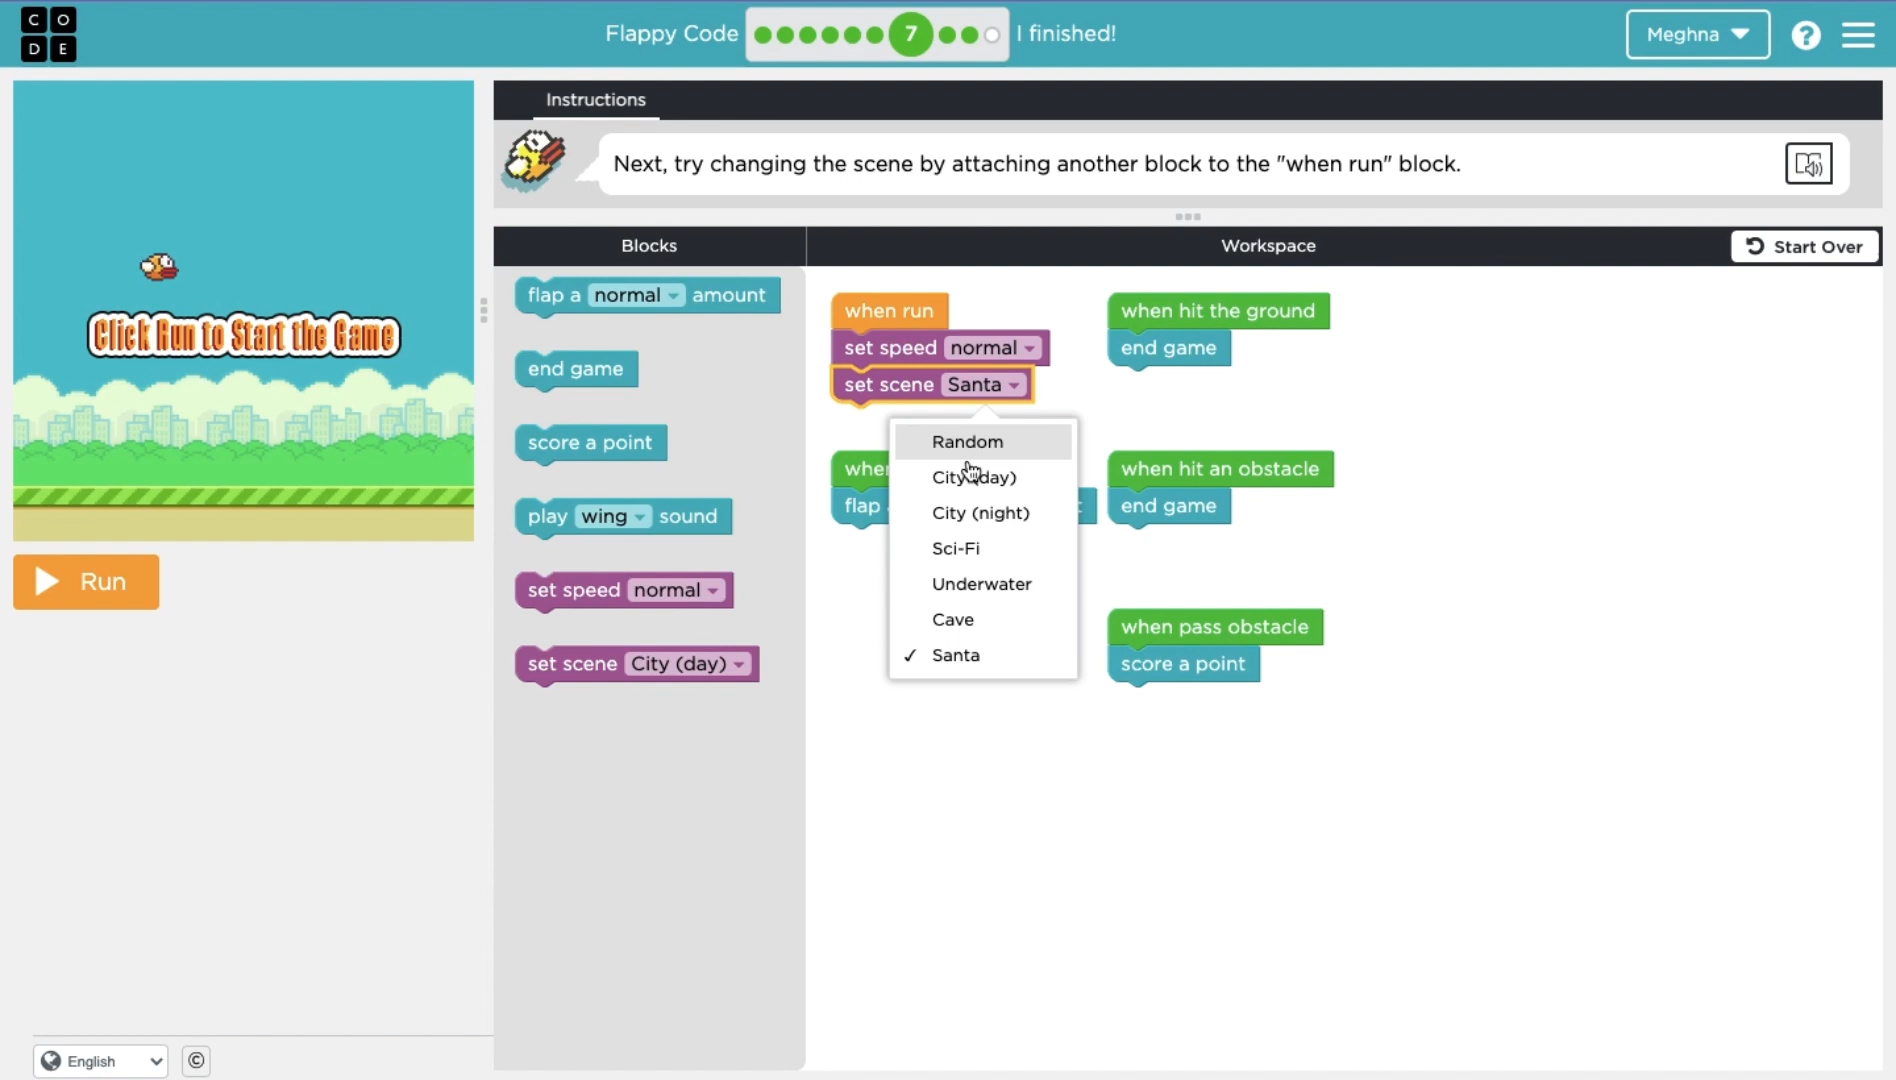 CODE
Flappy Code 7 I finished!
Meghna
?
Instructions
Next, try changing the scene by attaching another block to the "when run" block.
Blocks
Workspace
Start Over
Click Run to Start the Game
Run
flap a normal amount
end game
score a point
play wing sound
set speed normal
set scene City (day)
when run
set speed normal
set scene Santa
Random
City (day)
City (night)
Sci-Fi
Underwater
Cave
✓ Santa
flap
when hit the ground
end game
when hit an obstacle
end game
when pass obstacle
score a point
English
©